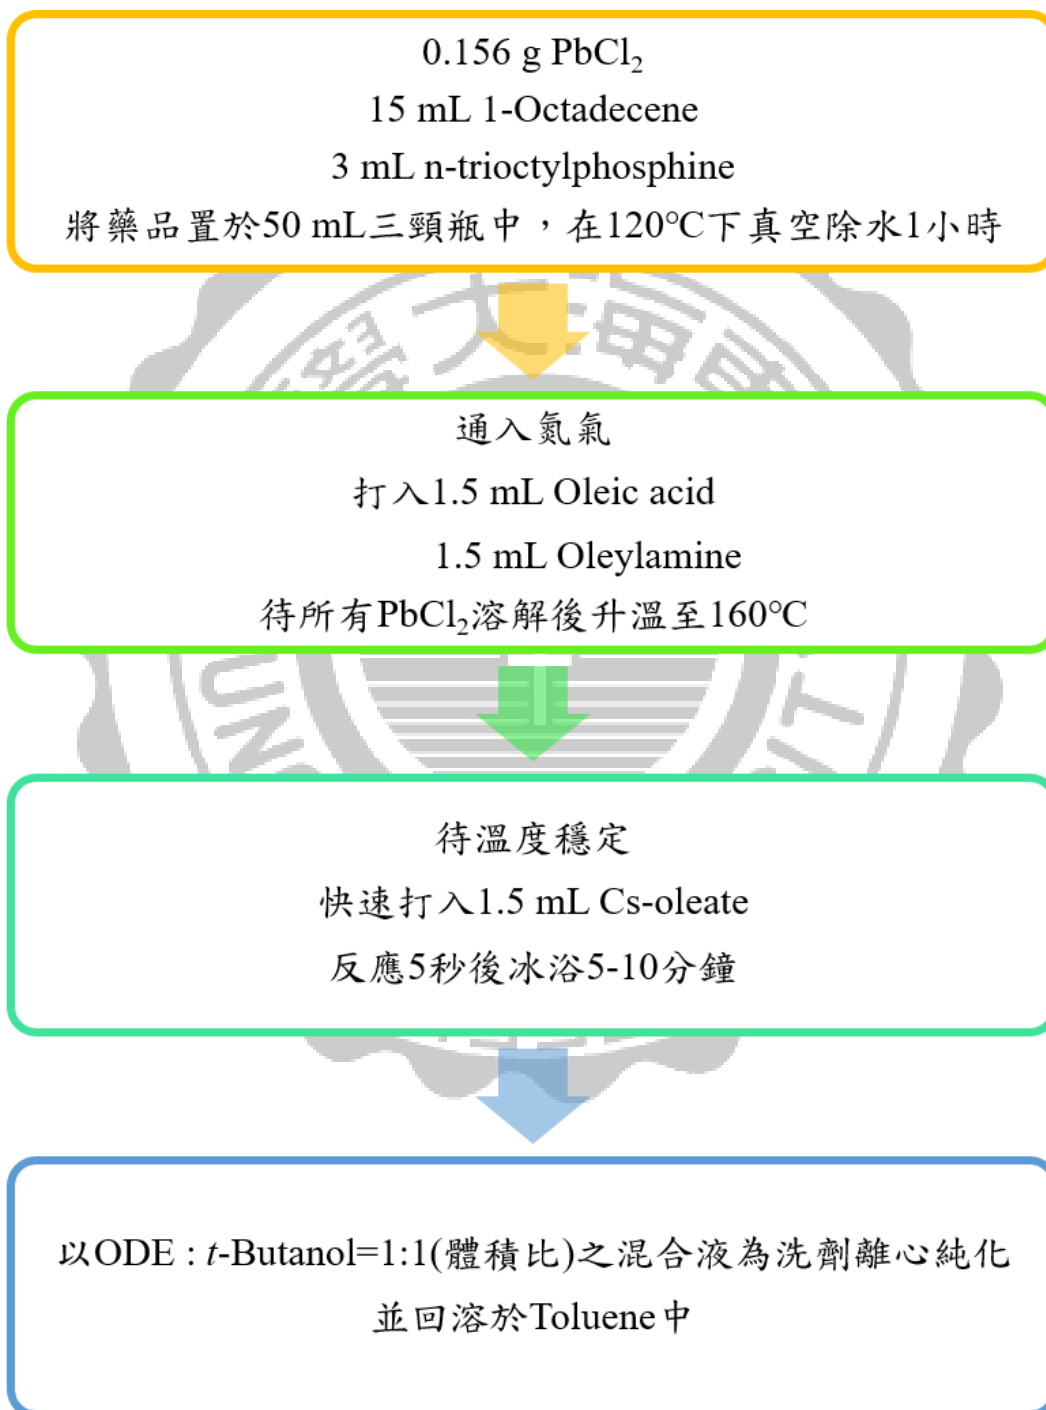 0.156 g PbCl₂
15 mL 1-Octadecene
3 mL n-trioctylphosphine
將藥品置於50 mL三頸瓶中，在120℃下真空除水1小時
通入氮氣
打入1.5 mL Oleic acid
1.5 mL Oleylamine
待所有PbCl₂溶解後升溫至160℃
待溫度穩定
快速打入1.5 mL Cs-oleate
反應5秒後冰浴5-10分鐘
以ODE : t-Butanol=1:1(體積比)之混合液為洗劑離心純化
並回溶於Toluene中